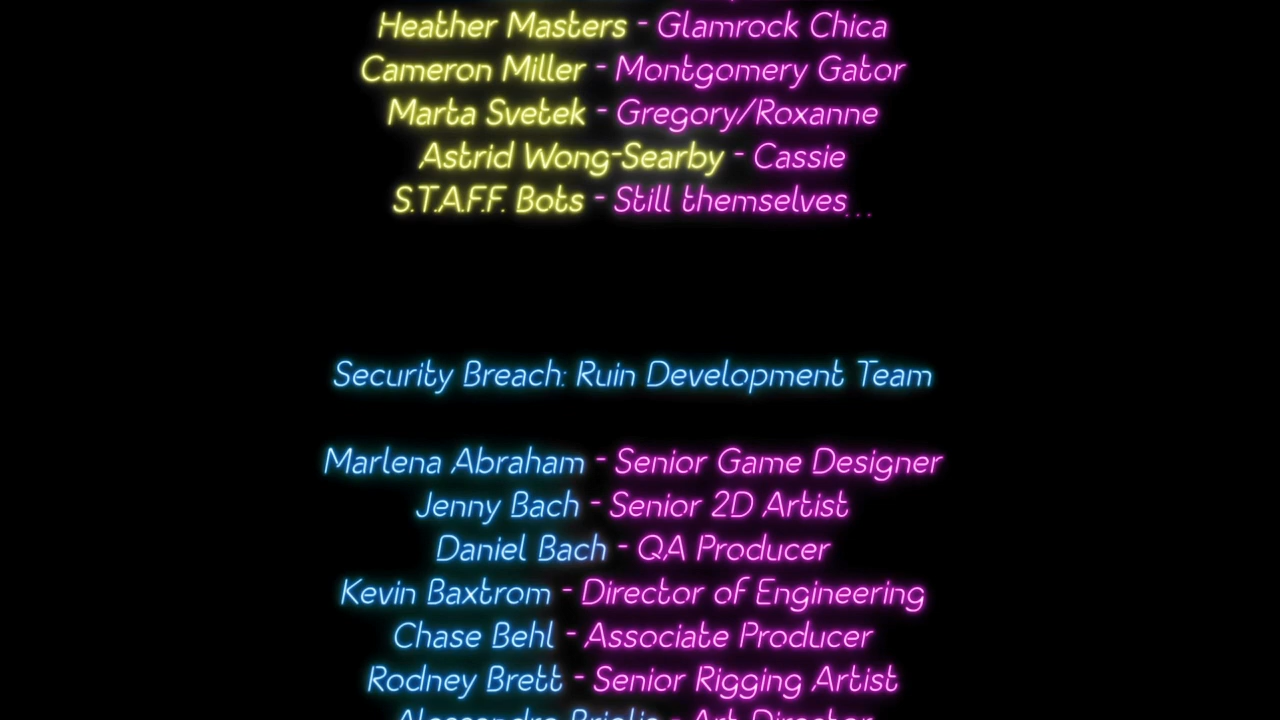 Heather Masters - Glamrock Chica
Cameron Miller - Montgomery Gator
Marta Svetek - Gregory/Roxanne
Astrid Wong-Searby - Cassie
S.T.A.F.F. Bots - Still themselves...
Security Breach: Ruin Development Team
Marlena Abraham - Senior Game Designer
Jenny Bach - Senior 2D Artist
Daniel Bach - QA Producer
Kevin Baxtrom - Director of Engineering
Chase Behl - Associate Producer
Rodney Brett - Senior Rigging Artist
- Art Director